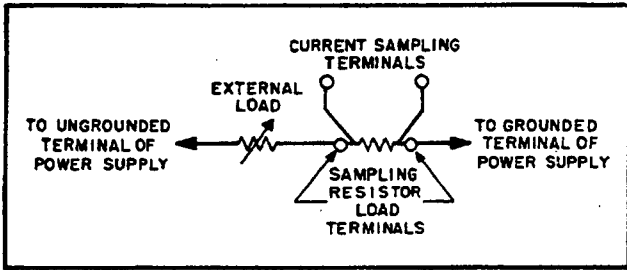 CURRENT SAMPLING
TERMINALS
EXTERNAL
LOAD
TO UNGROUNDED
TERMINAL OF
POWER SUPPLY
TO GROUNDED
TERMINAL OF
POWER SUPPLY
SAMPLING
RESISTOR
LOAD
TERMINALS